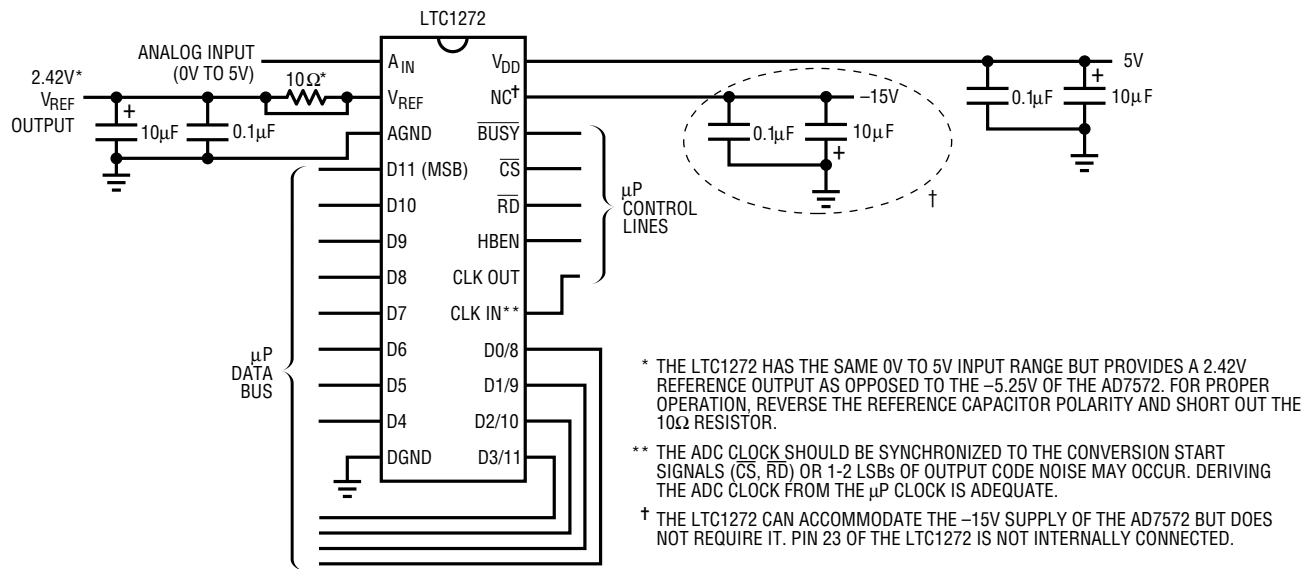 LTC1272
ANALOG INPUT
(0V TO 5V)
2.42V*
VREF
OUTPUT
10Ω*
10µF
0.1µF
+
AIN
VREF
AGND
D11 (MSB)
D10
D9
D8
D7
D6
D5
D4
DGND
VDD
NC†
BUSY
CS
RD
HBEN
CLK OUT
CLK IN**
D0/8
D1/9
D2/10
D3/11
µP
DATA
BUS
µP
CONTROL
LINES
–15V
0.1µF
10µF
+
†
5V
0.1µF
10µF
+
* THE LTC1272 HAS THE SAME 0V TO 5V INPUT RANGE BUT PROVIDES A 2.42V
REFERENCE OUTPUT AS OPPOSED TO THE –5.25V OF THE AD7572. FOR PROPER
OPERATION, REVERSE THE REFERENCE CAPACITOR POLARITY AND SHORT OUT THE
10Ω RESISTOR.
** THE ADC CLOCK SHOULD BE SYNCHRONIZED TO THE CONVERSION START
SIGNALS (CS, RD) OR 1-2 LSBs OF OUTPUT CODE NOISE MAY OCCUR. DERIVING
THE ADC CLOCK FROM THE µP CLOCK IS ADEQUATE.
† THE LTC1272 CAN ACCOMMODATE THE –15V SUPPLY OF THE AD7572 BUT DOES
NOT REQUIRE IT. PIN 23 OF THE LTC1272 IS NOT INTERNALLY CONNECTED.